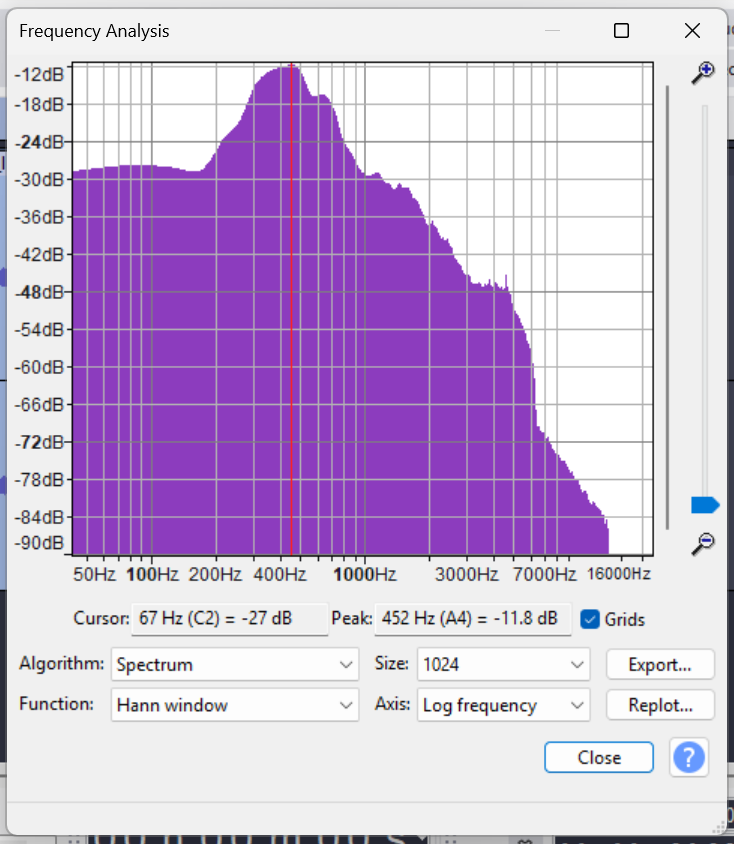 Frequency Analysis
-12dB
-18dB
-24dB
-30dB
-36dB
-42dB
-48dB
-54dB
-60dB
-66dB
-72dB
-78dB
-84dB
-90dB
50Hz 100Hz 200Hz 400Hz 1000Hz 3000Hz 7000Hz 16000Hz
Cursor: 67 Hz (C2) = -27 dB Peak: 452 Hz (A4) = -11.8 dB Grids
Algorithm: Spectrum Size: 1024 Export...
Function: Hann window Axis: Log frequency Replot...
Close ?